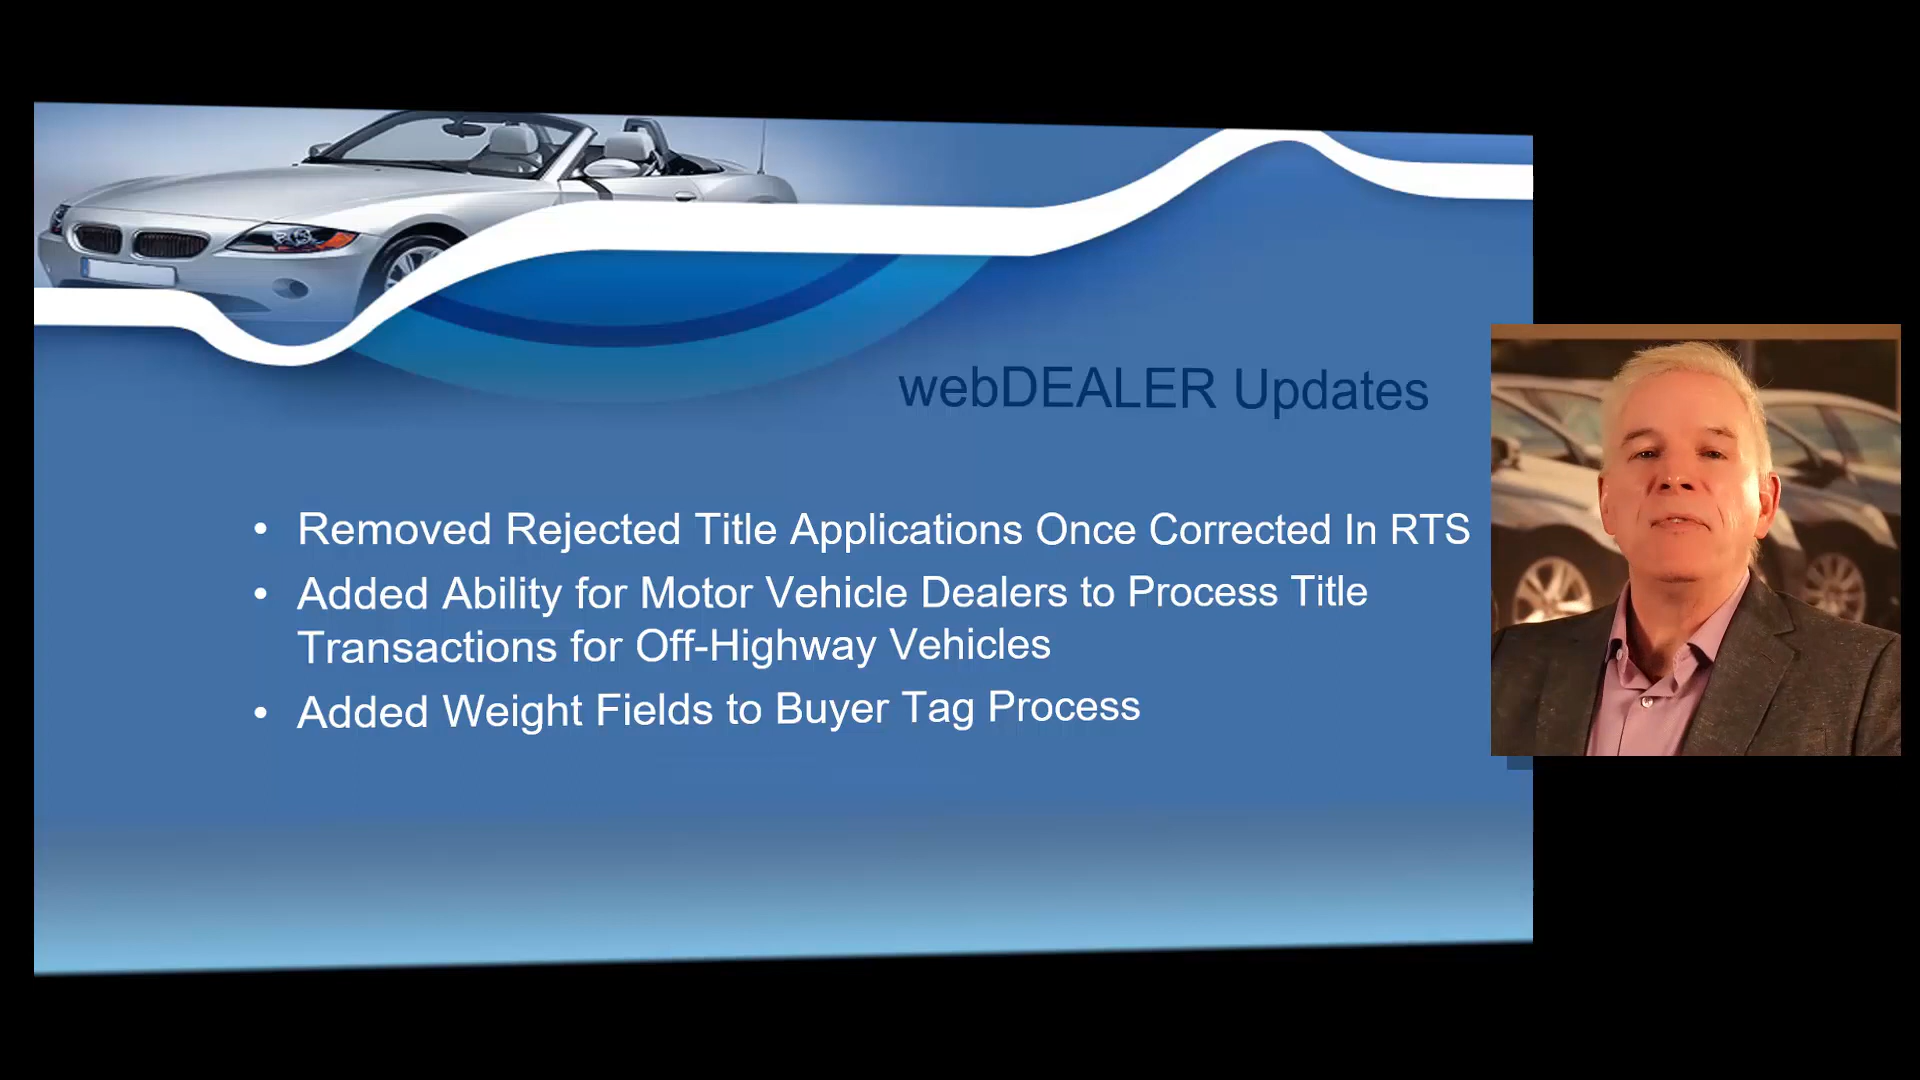 webDEALER Updates
• Removed Rejected Title Applications Once Corrected In RTS
• Added Ability for Motor Vehicle Dealers to Process Title
Transactions for Off-Highway Vehicles
• Added Weight Fields to Buyer Tag Process